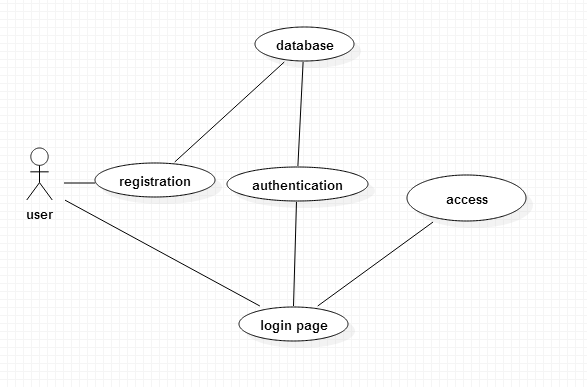 database
registration
authentication
access
user
login page